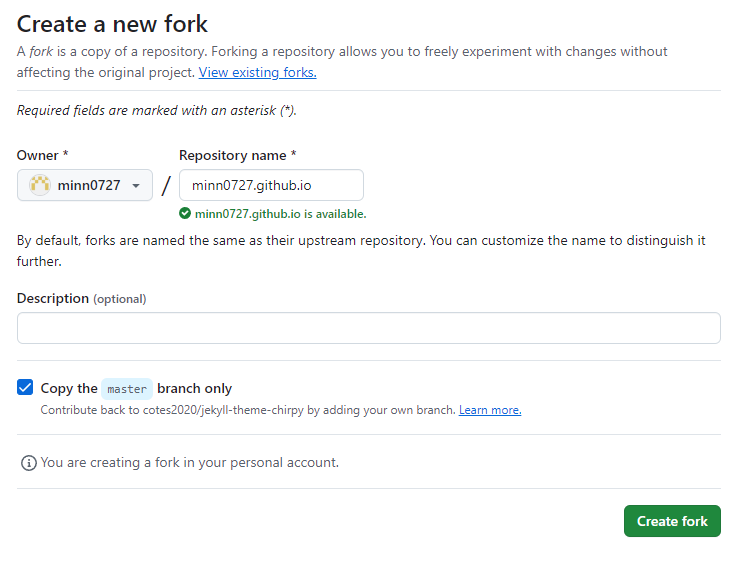 Create a new fork
A fork is a copy of a repository. Forking a repository allows you to freely experiment with changes without
affecting the original project. View existing forks.
Required fields are marked with an asterisk (*).
Owner * Repository name *
minn0727 / minn0727.github.io
minn0727.github.io is available.
By default, forks are named the same as their upstream repository. You can customize the name to distinguish it
further.
Description (optional)
Copy the master branch only
Contribute back to cotes2020/jekyll-theme-chirpy by adding your own branch. Learn more.
You are creating a fork in your personal account.
Create fork